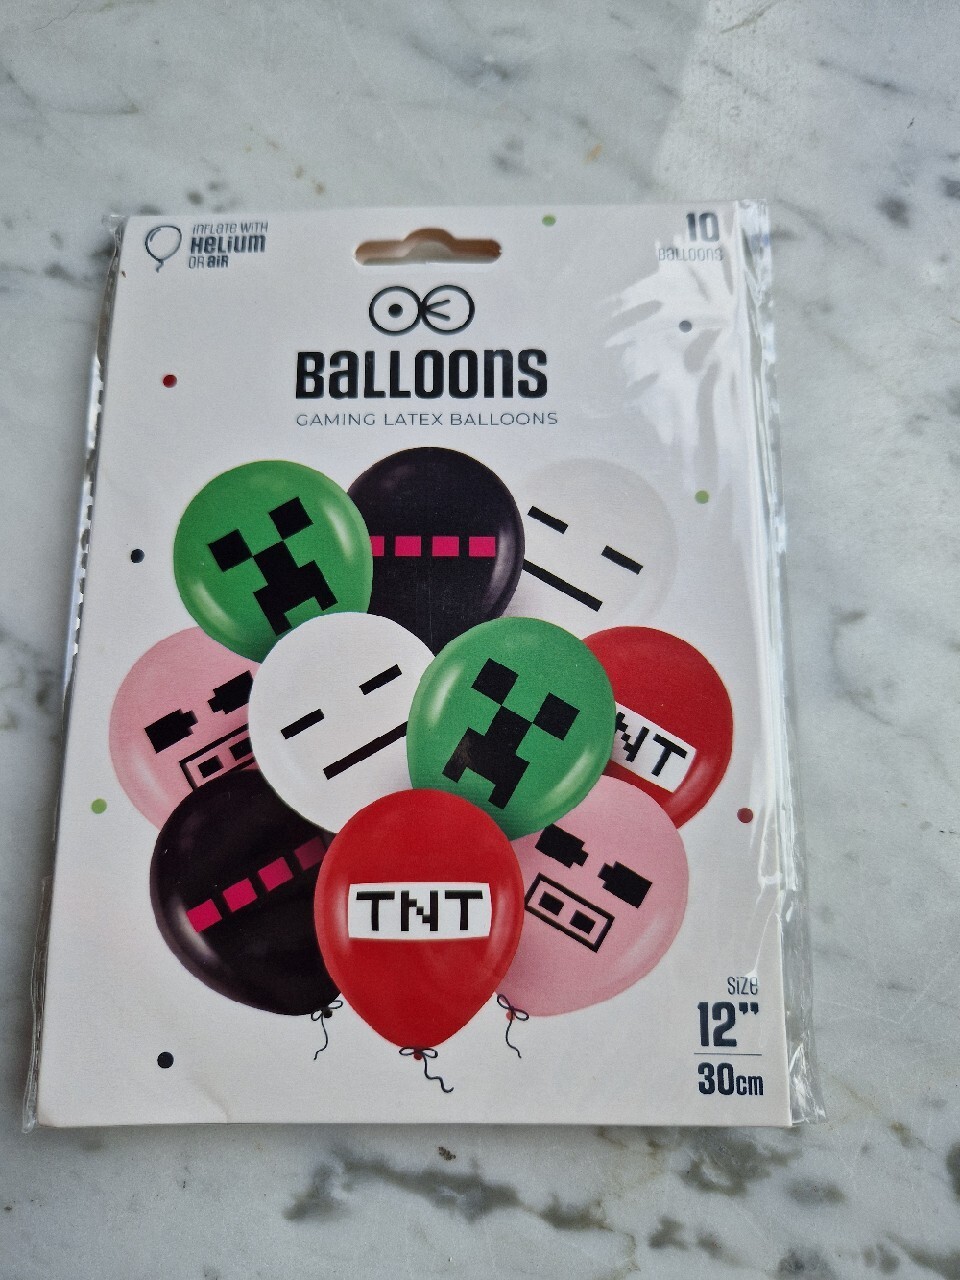 INFLATE WITH
HELIUM
OR AIR
10
BALLOONS
BALLOONS
GAMING LATEX BALLOONS
NT
TNT
SIZE
12”
30cm